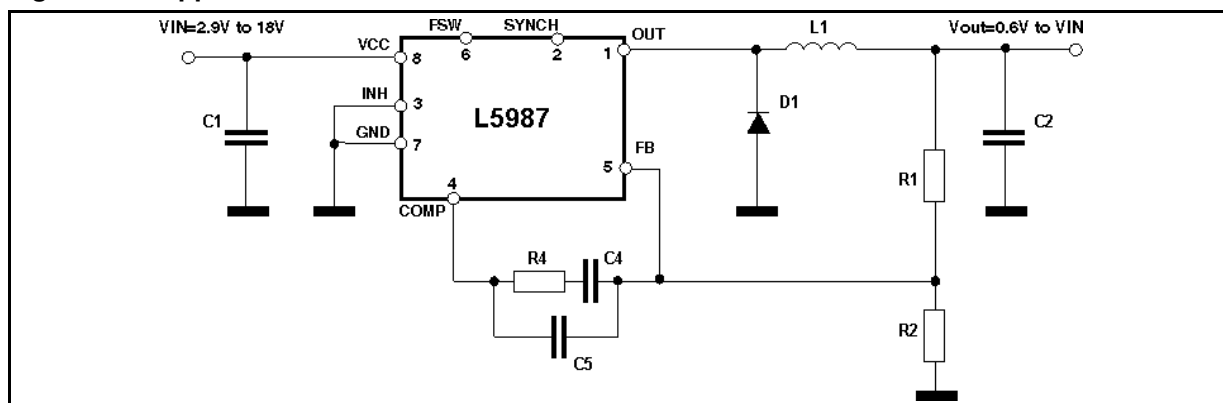 VIN=2.9V to 18V
FSW
SYNCH
L1
Vout=0.6V to VIN
VCC
OUT
8
6
2
1
INH
3
D1
C1
L5987
C2
GND
7
FB
5
R1
4
COMP
R4
C4
R2
C5